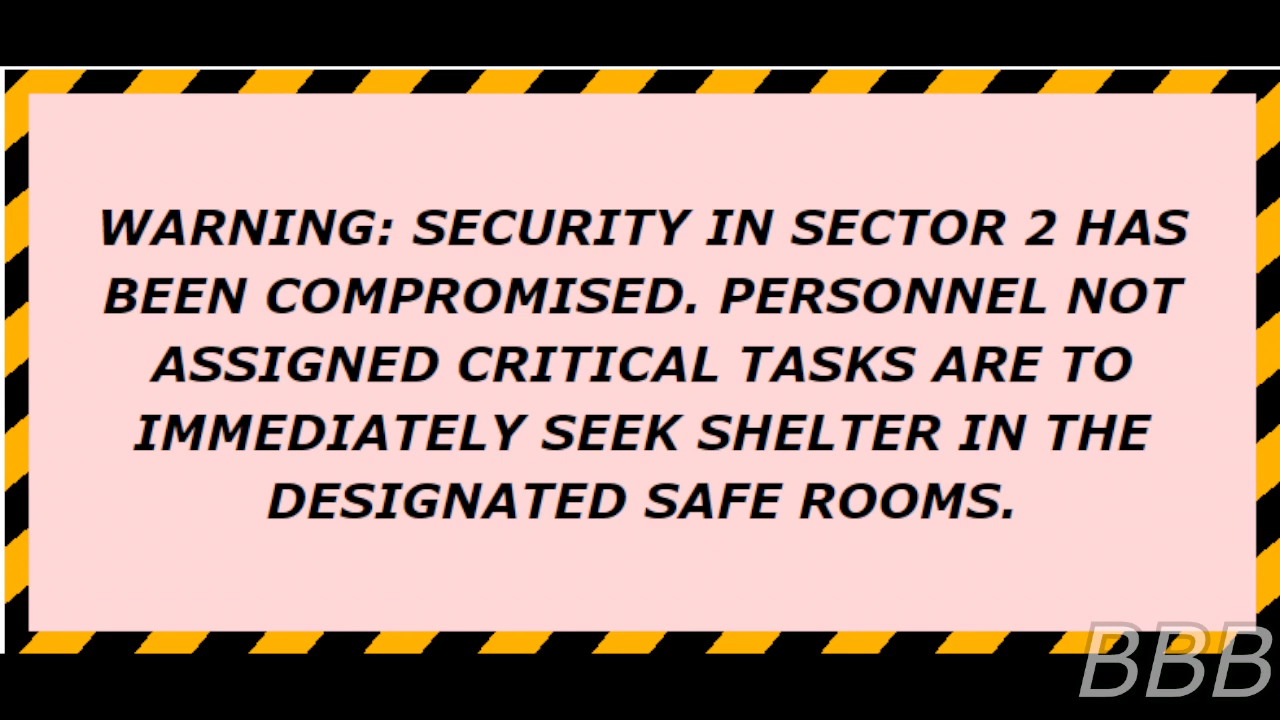 WARNING: SECURITY IN SECTOR 2 HAS
BEEN COMPROMISED. PERSONNEL NOT
ASSIGNED CRITICAL TASKS ARE TO
IMMEDIATELY SEEK SHELTER IN THE
DESIGNATED SAFE ROOMS.
BBB